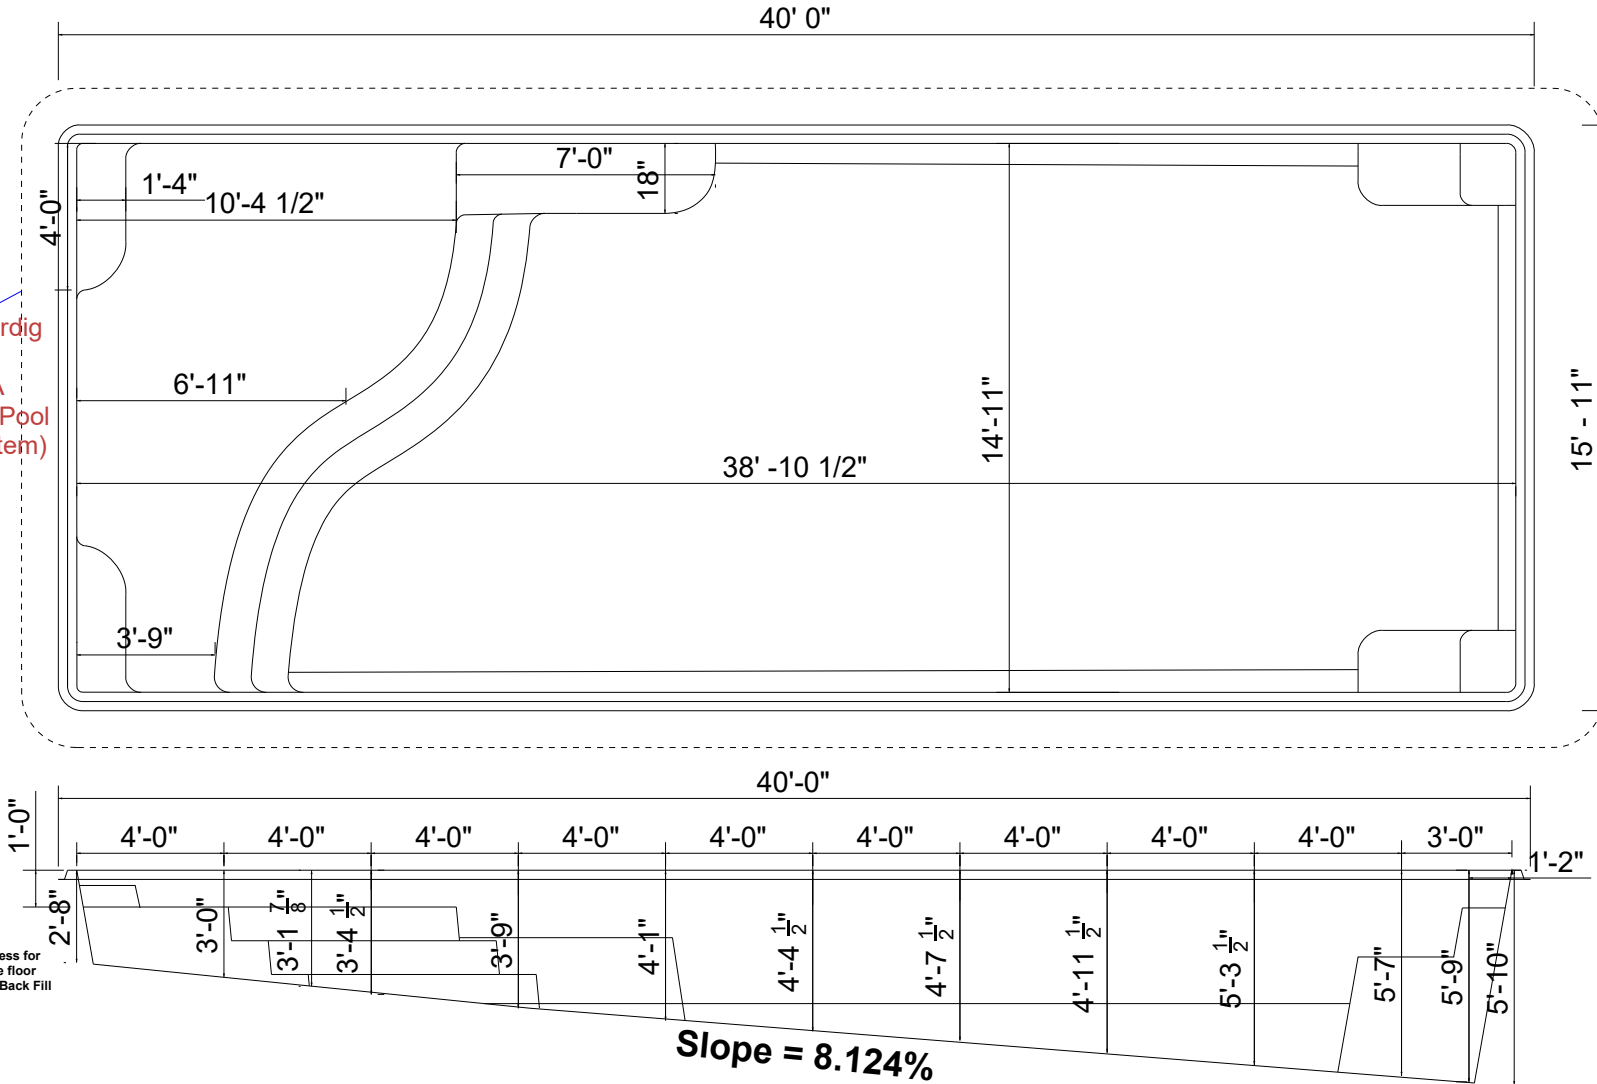 40' 0"
7'-0"
18"
1'-4"
10'-4 1/2"
4'-0"
rdig
6'-11"
A
Pool
tem)
14'-11"
15' - 11"
38' -10 1/2"
3'-9"
40'-0"
1'-0"
4'-0" 4'-0" 4'-0" 4'-0" 4'-0" 4'-0" 4'-0" 4'-0" 4'-0" 3'-0"
1'-2"
2'-8" 3'-0" 3'-1 7/8" 3'-4 1/2" 3'-9" 4'-1" 4'-4 1/2" 4'-7 1/2" 4'-11 1/2" 5'-3 1/2" 5'-7" 5'-9" 5'-10"
ess for
e floor
Back Fill
Slope = 8.124%